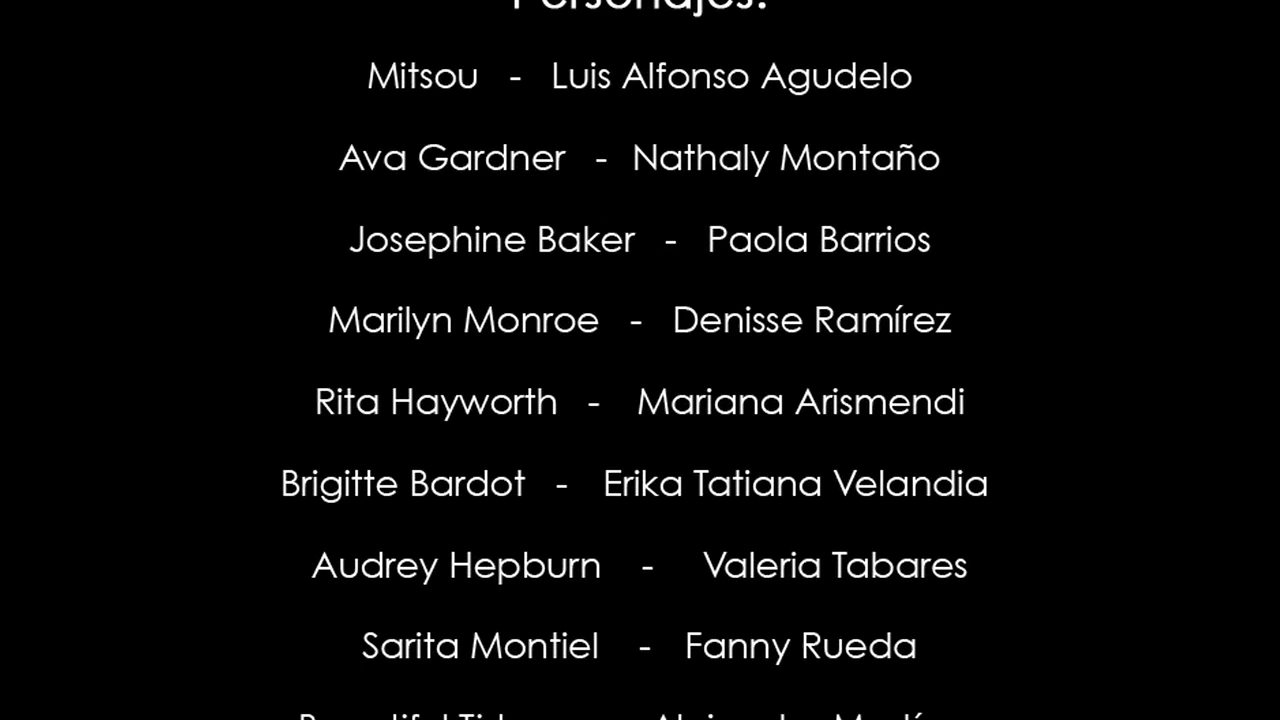 Personajes:
Mitsou - Luis Alfonso Agudelo
Ava Gardner - Nathaly Montaño
Josephine Baker - Paola Barrios
Marilyn Monroe - Denisse Ramírez
Rita Hayworth - Mariana Arismendi
Brigitte Bardot - Erika Tatiana Velandia
Audrey Hepburn - Valeria Tabares
Sarita Montiel - Fanny Rueda